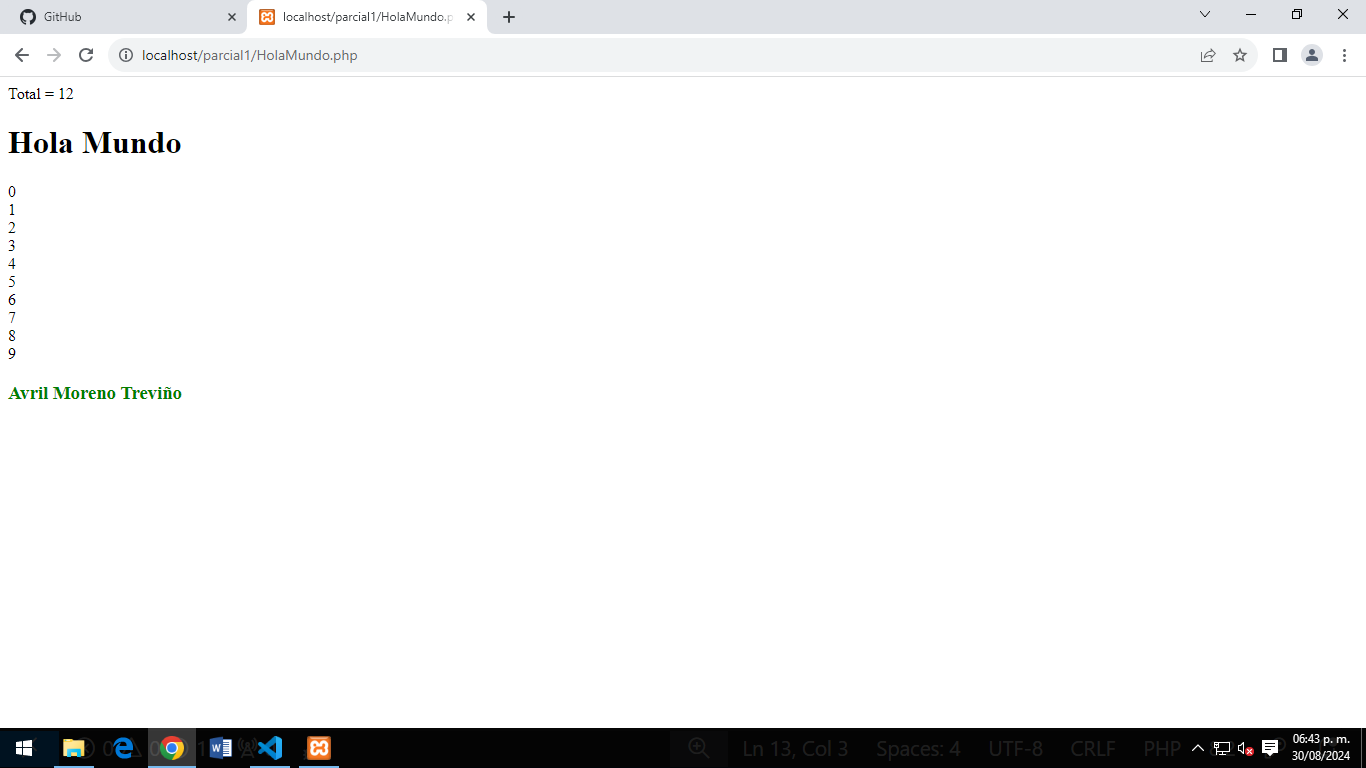 GitHub
localhost/parcial1/HolaMundo.p
localhost/parcial1/HolaMundo.php
Total = 12
Hola Mundo
0
1
2
3
4
5
6
7
8
9
Avril Moreno Treviño
Ln 13, Col 3 Spaces: 4 UTF-8 CRLF PHP
06:43 p. m.
30/08/2024